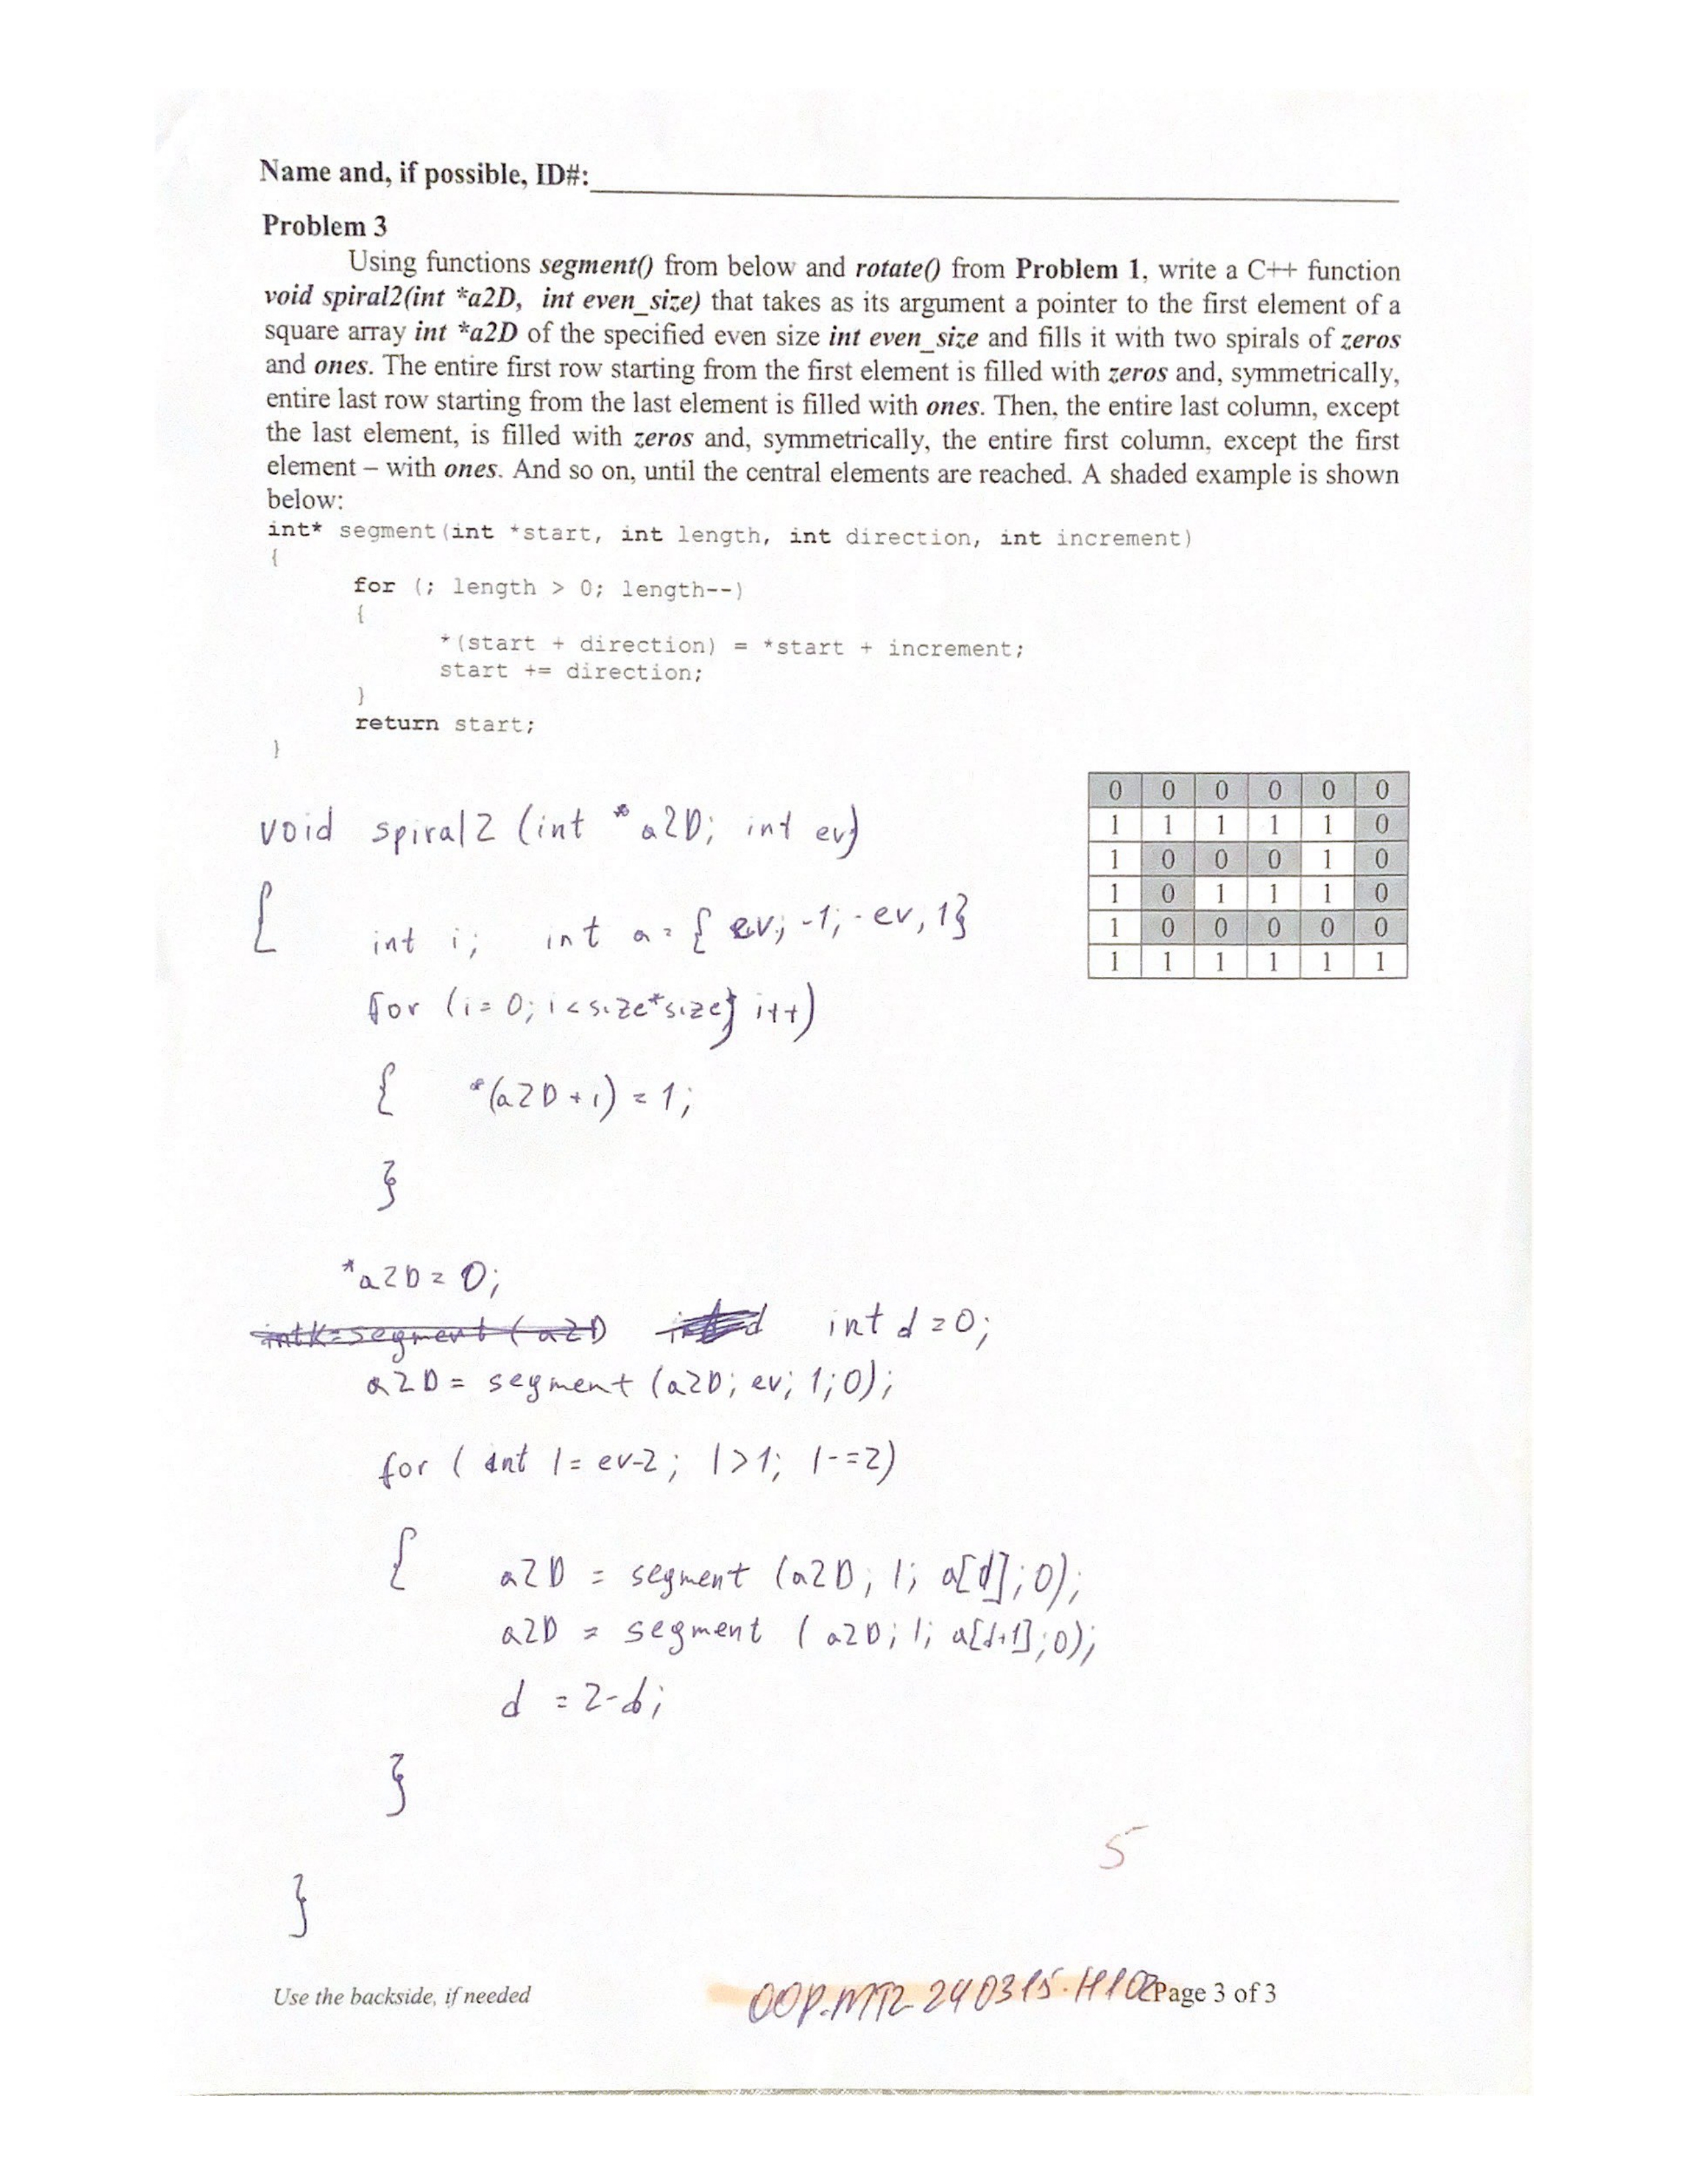 Name and, if possible, ID#:
Problem 3
Using functions segment() from below and rotate() from Problem 1, write a C++ function
void spiral2(int *a2D, int even_size) that takes as its argument a pointer to the first element of a
square array int *a2D of the specified even size int even_size and fills it with two spirals of zeros
and ones. The entire first row starting from the first element is filled with zeros and, symmetrically,
entire last row starting from the last element is filled with ones. Then, the entire last column, except
the last element, is filled with zeros and, symmetrically, the entire first column, except the first
element – with ones. And so on, until the central elements are reached. A shaded example is shown
below:
int* segment(int *start, int length, int direction, int increment)
{
for (; length > 0; length--)
{
*(start + direction) = *start + increment;
start += direction;
}
return start;
}
0 0 0 0 0 0
1 1 1 1 1 0
1 0 0 0 1 0
1 0 1 1 1 0
1 0 0 0 0 0
1 1 1 1 1 1
void spiral2 (int *a2D; int ev)
{
int i; int a = { ev; -1; -ev, 1}
for (i = 0; i < size*size; i++)
{ *(a2D + i) = 1;
}
*a2D = 0;
int k = segment ( a2D int d int d = 0;
a2D = segment (a2D; ev; 1; 0);
for ( int l = ev-2; l > 1; l -= 2)
{ a2D = segment (a2D; l; a[d]; 0);
a2D = segment ( a2D; l; a[d+1]; 0);
d = 2-d;
}
5
}
Use the backside, if needed
OOP.MT2.240315.H102 Page 3 of 3